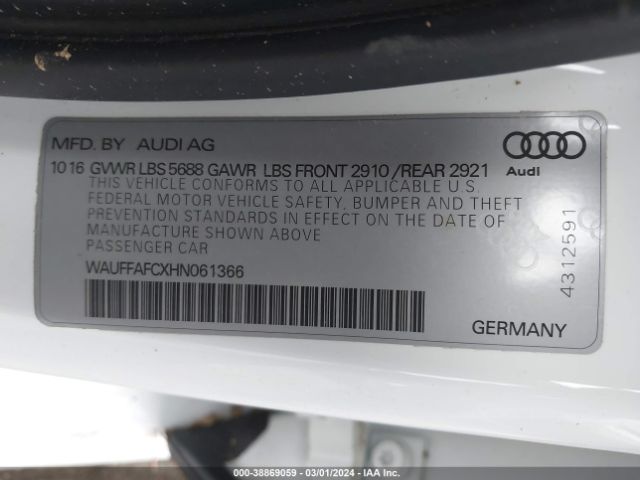 MFD. BY AUDI AG
10 16 GVWR LBS 5688 GAWR LBS FRONT 2910 /REAR 2921
THIS VEHICLE CONFORMS TO ALL APPLICABLE U.S.
FEDERAL MOTOR VEHICLE SAFETY, BUMPER AND THEFT
PREVENTION STANDARDS IN EFFECT ON THE DATE OF
MANUFACTURE SHOWN ABOVE
PASSENGER CAR
WAUFFAFCXHN061366
Audi
4312591
GERMANY
000-38869059 - 03/01/2024 - IAA Inc.